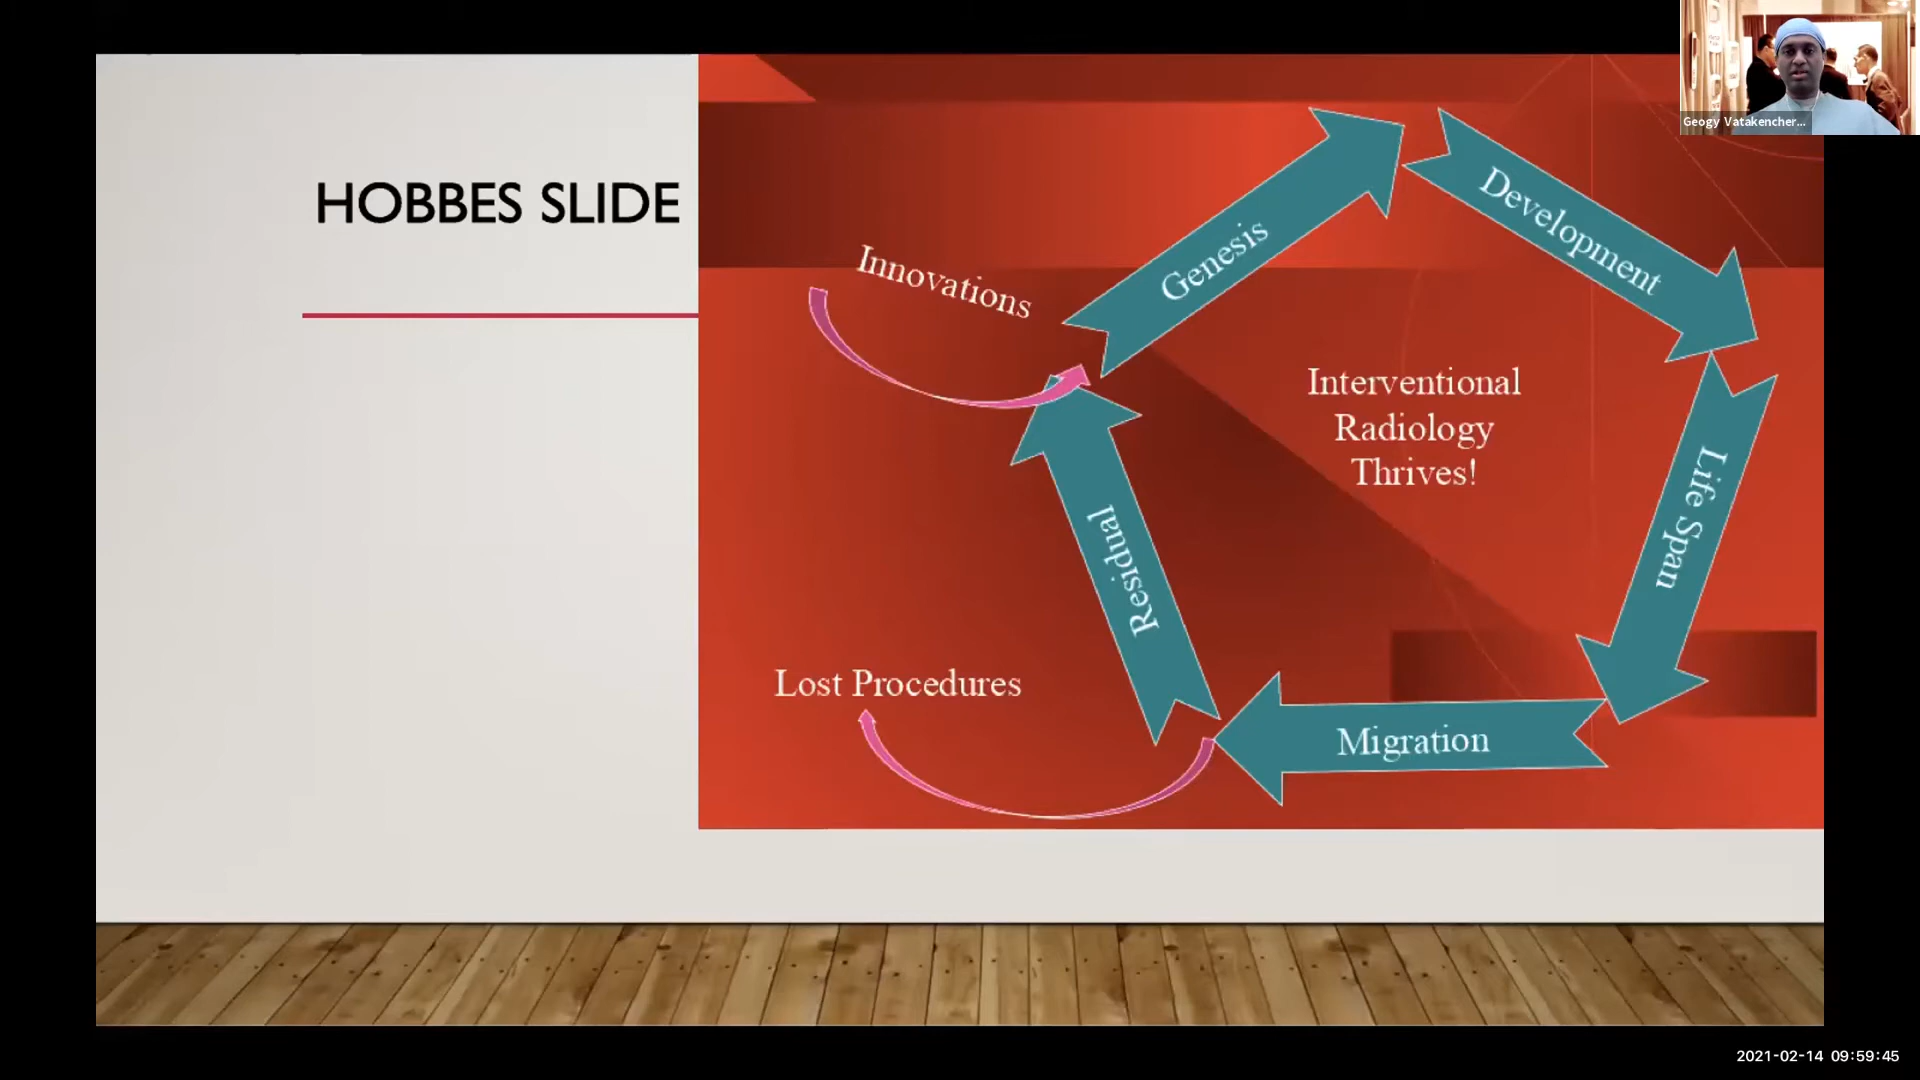 Geogy Vatakencher...
HOBBES SLIDE
Innovations
Genesis
Development
Life Span
Migration
Residual
Interventional
Radiology
Thrives!
Lost Procedures
2021-02-14 09:59:45